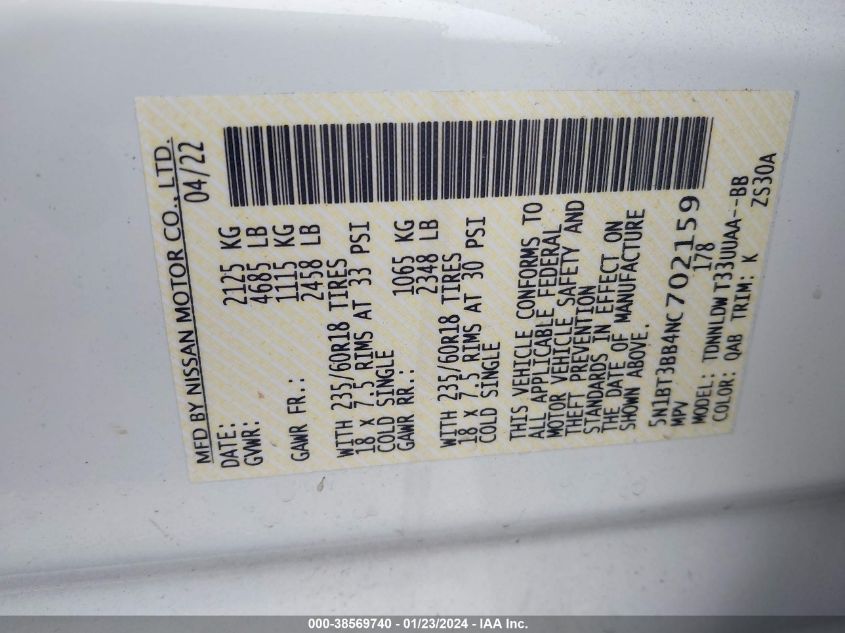 MFD BY NISSAN MOTOR CO., LTD.
DATE: 04/22
GVWR: 2125 KG
4685 LB
GAWR FR.: 1115 KG
2458 LB
WITH 235/60R18 TIRES
18 X 7.5 RIMS AT 33 PSI
COLD SINGLE
GAWR RR.: 1065 KG
2348 LB
WITH 235/60R18 TIRES
18 X 7.5 RIMS AT 30 PSI
COLD SINGLE
THIS VEHICLE CONFORMS TO
ALL APPLICABLE FEDERAL
MOTOR VEHICLE SAFETY AND
THEFT PREVENTION
STANDARDS IN EFFECT ON
THE DATE OF MANUFACTURE
SHOWN ABOVE.
5N1BT3BB4NC702159
MPV 178
MODEL: TDNNLDW T33UUAA--BB
COLOR: QAB TRIM: K ZS30A
000-38569740 - 01/23/2024 - IAA Inc.